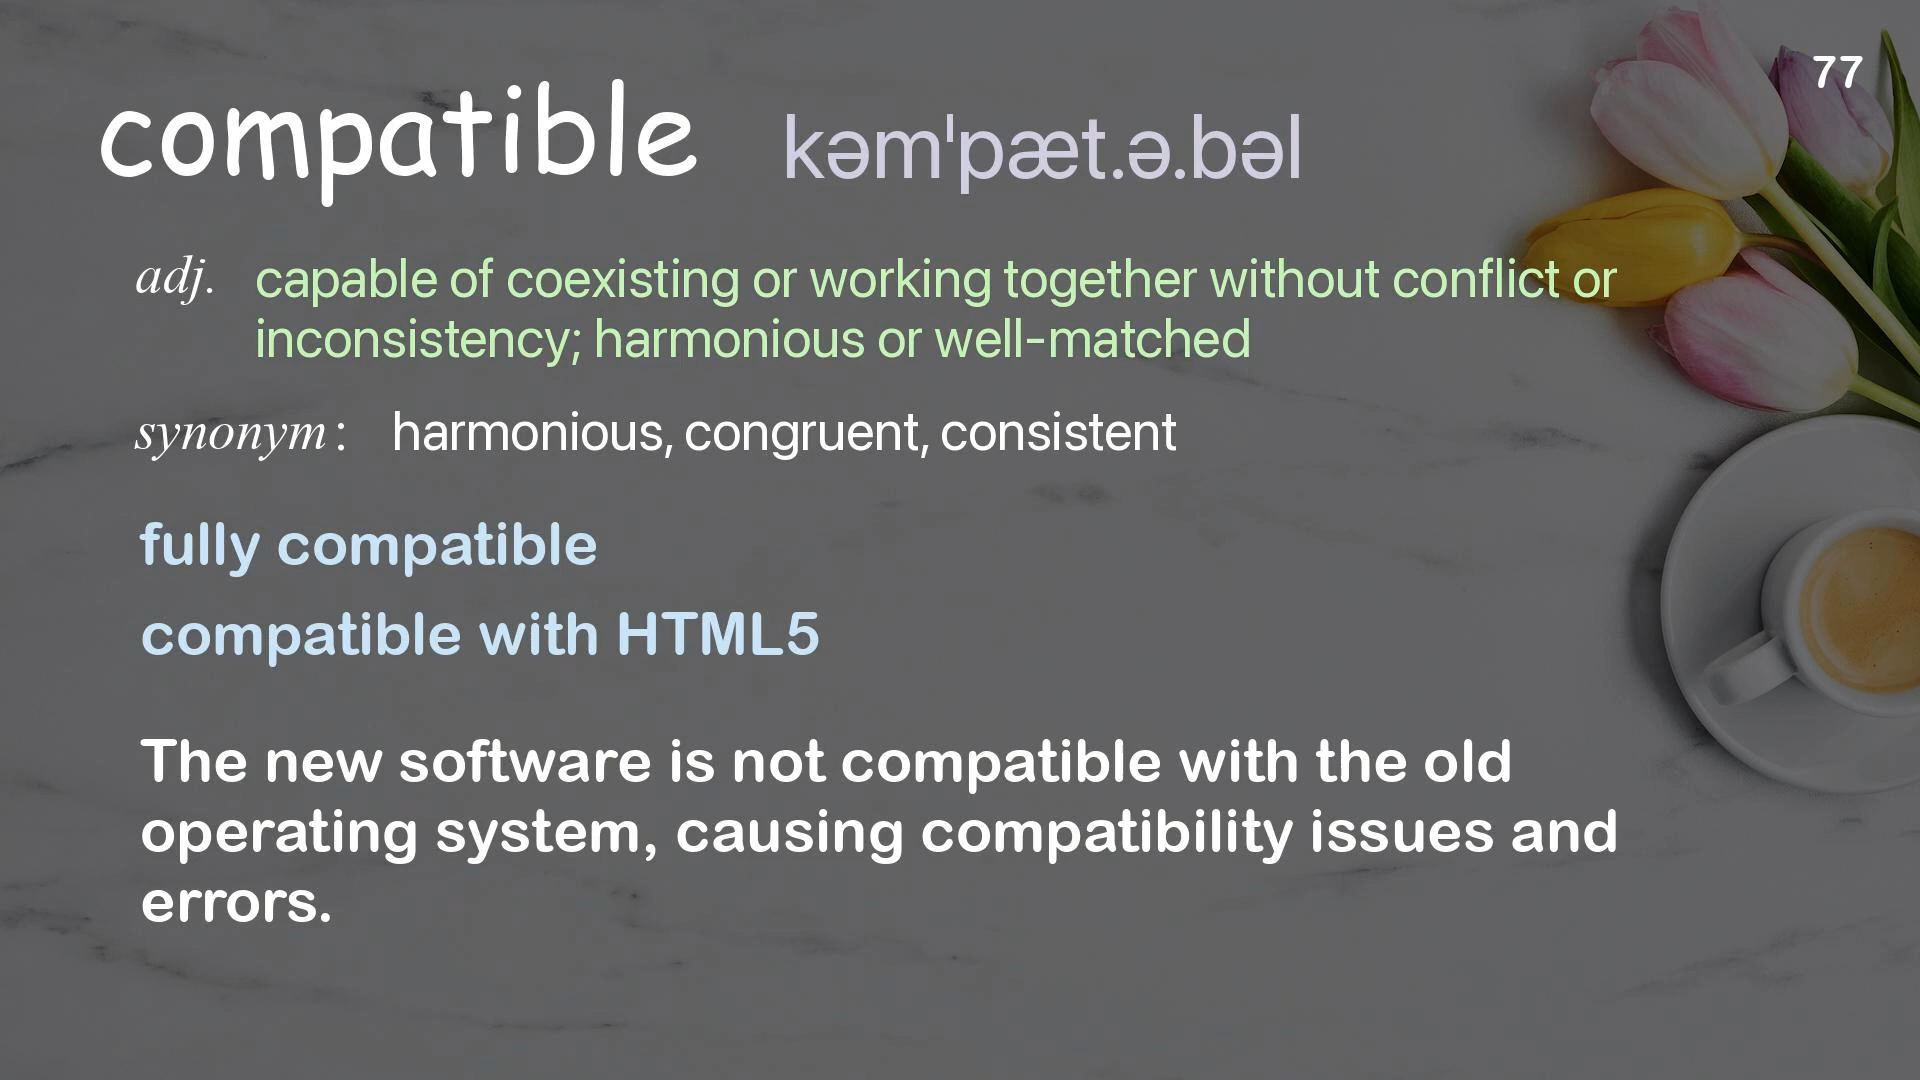 77
compatible kəm'pæt.ə.bəl
adj. capable of coexisting or working together without conflict or
inconsistency; harmonious or well-matched
synonym: harmonious, congruent, consistent
fully compatible
compatible with HTML5
The new software is not compatible with the old
operating system, causing compatibility issues and
errors.